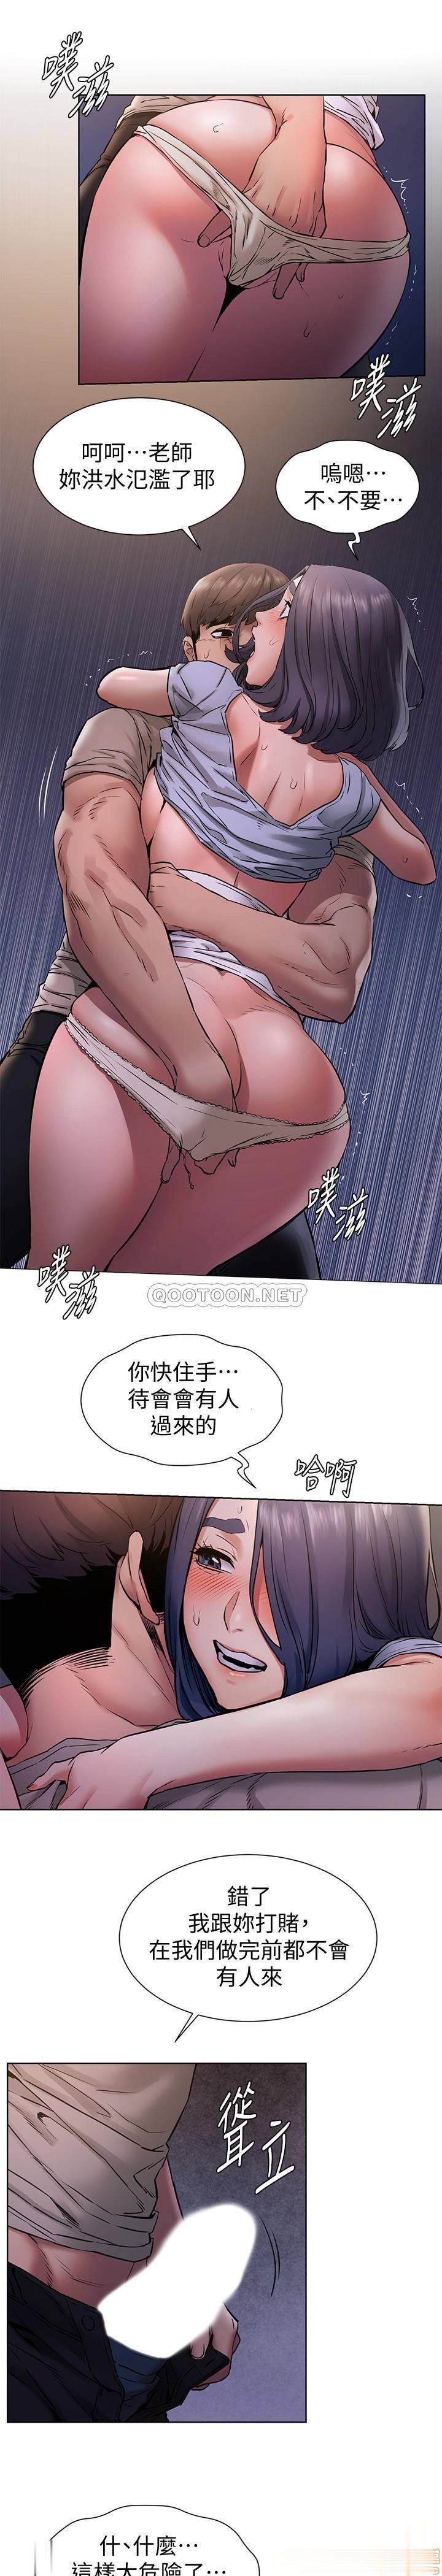 噗滋
噗滋
呵呵⋯老師
妳洪水氾濫了耶
嗚嗯⋯
不、不要⋯
噗滋
噗滋
QOOTOON.NET
你快住手⋯
待會會有人
過來的
哈啊
錯了
我跟妳打賭，
在我們做完前都不會
有人來
聳立
什、什麼⋯
這樣太危險了⋯